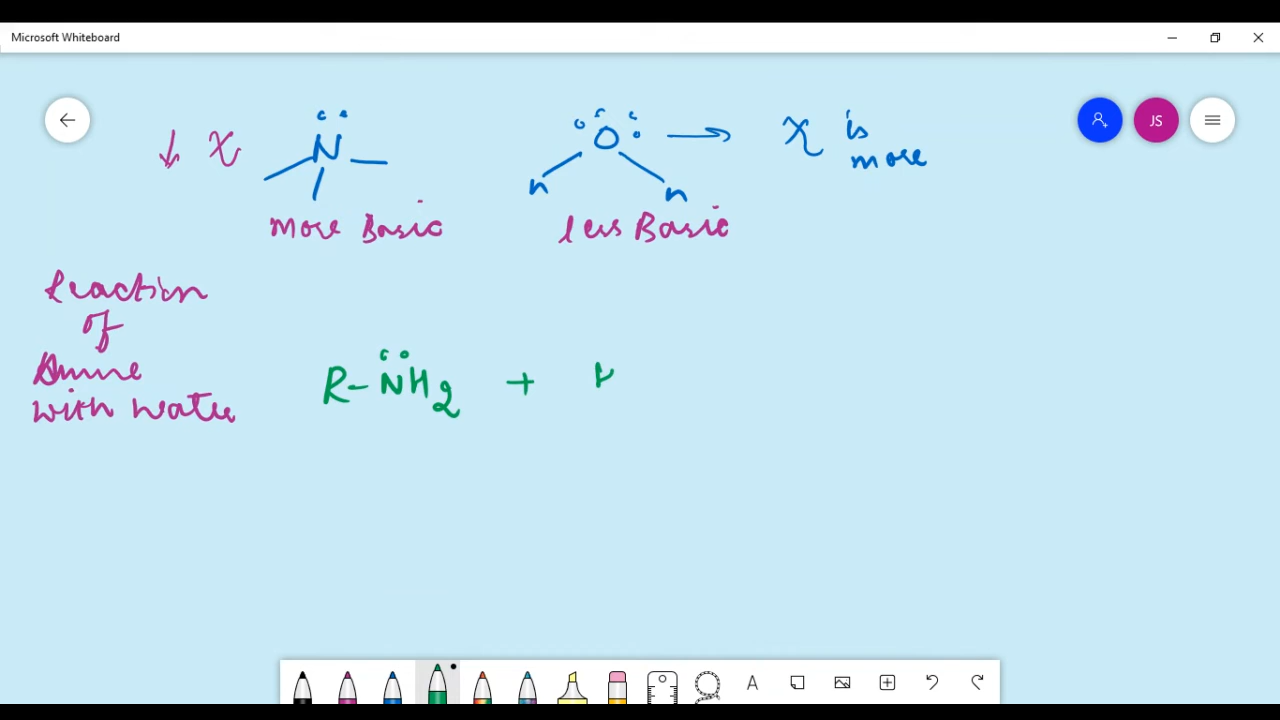 Microsoft Whiteboard
JS
↓ χ N
O → χ is
more
n n
More Basic less Basic
Reaction
of
Amine
with water
R-NH2 +
A